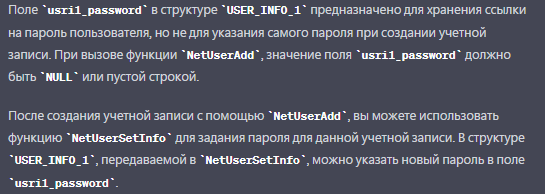 Поле `usri1_password` в структуре `USER_INFO_1` предназначено для хранения ссылки
на пароль пользователя, но не для указания самого пароля при создании учетной
записи. При вызове функции `NetUserAdd`, значение поля `usri1_password` должно
быть `NULL` или пустой строкой.
После создания учетной записи с помощью `NetUserAdd`, вы можете использовать
функцию `NetUserSetInfo` для задания пароля для данной учетной записи. В структуре
`USER_INFO_1`, передаваемой в `NetUserSetInfo`, можно указать новый пароль в поле
`usri1_password`.